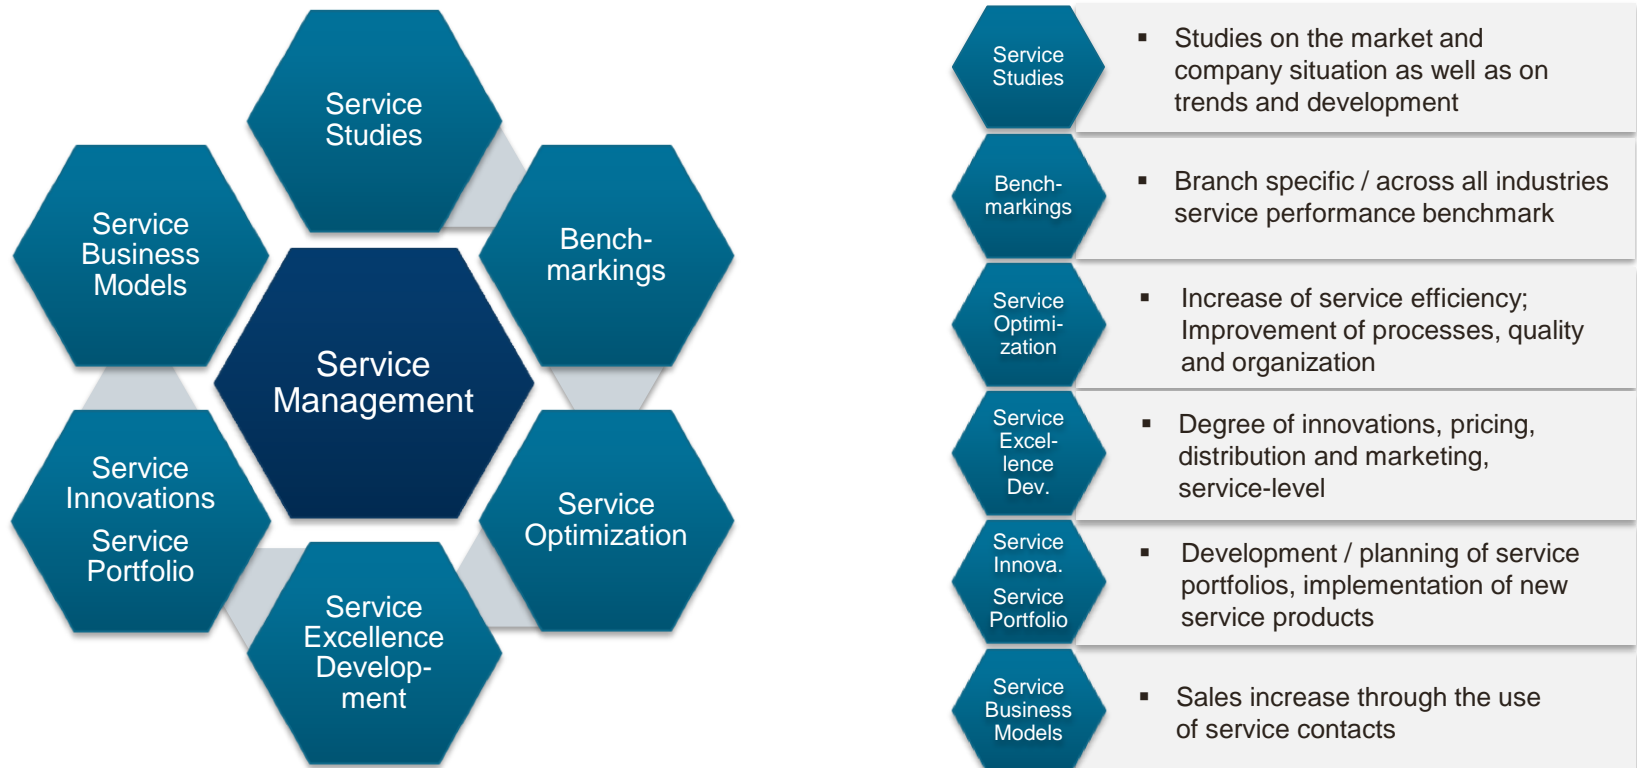 Service
Studies
Bench-
markings
Service
Optimization
Service
Excellence
Develop-
ment
Service
Innovations
Service
Portfolio
Service
Business
Models
Service
Management
Service
Studies
▪ Studies on the market and
company situation as well as on
trends and development
Bench-
markings
▪ Branch specific / across all industries
service performance benchmark
Service
Optimi-
zation
▪ Increase of service efficiency;
Improvement of processes, quality
and organization
Service
Excel-
lence
Dev.
▪ Degree of innovations, pricing,
distribution and marketing,
service-level
Service
Innova.
Service
Portfolio
▪ Development / planning of service
portfolios, implementation of new
service products
Service
Business
Models
▪ Sales increase through the use
of service contacts